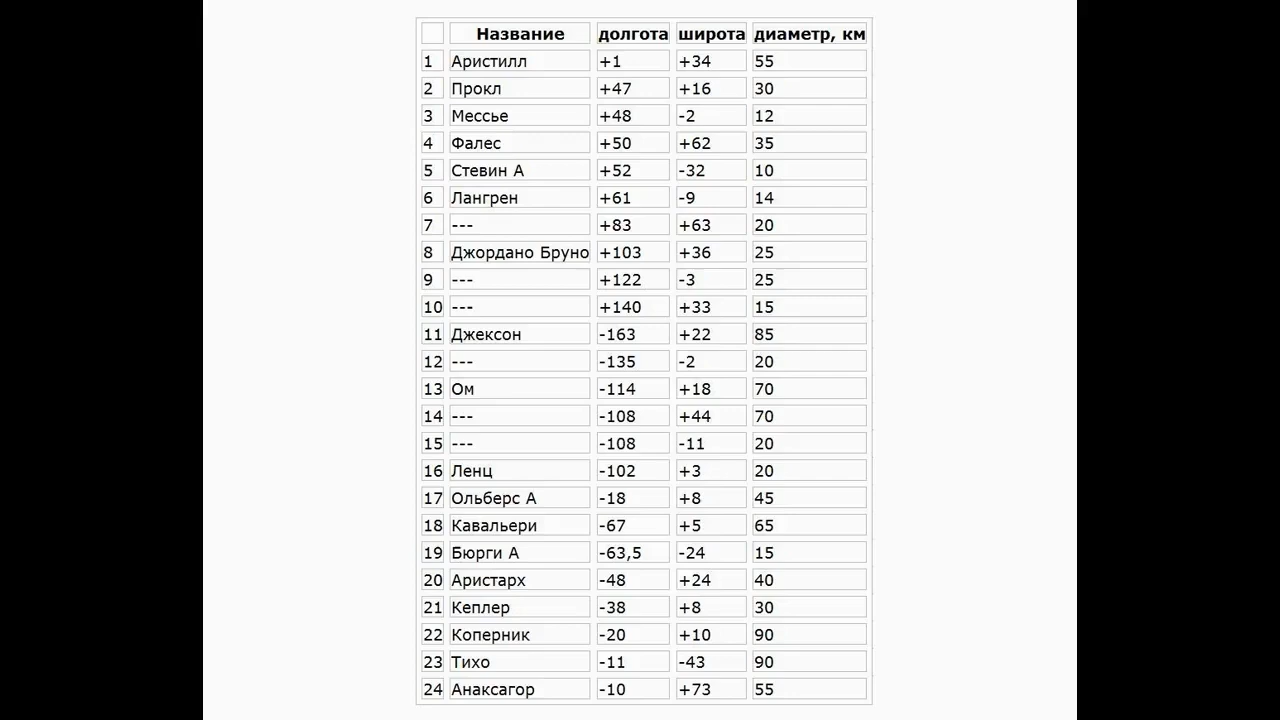 Название долгота широта диаметр, км
1 Аристилл +1 +34 55
2 Прокл +47 +16 30
3 Мессье +48 -2 12
4 Фалес +50 +62 35
5 Стевин А +52 -32 10
6 Лангрен +61 -9 14
7 --- +83 +63 20
8 Джордано Бруно +103 +36 25
9 --- +122 -3 25
10 --- +140 +33 15
11 Джексон -163 +22 85
12 --- -135 -2 20
13 Ом -114 +18 70
14 --- -108 +44 70
15 --- -108 -11 20
16 Ленц -102 +3 20
17 Ольберс А -18 +8 45
18 Кавальери -67 +5 65
19 Бюрги А -63,5 -24 15
20 Аристарх -48 +24 40
21 Кеплер -38 +8 30
22 Коперник -20 +10 90
23 Тихо -11 -43 90
24 Анаксагор -10 +73 55